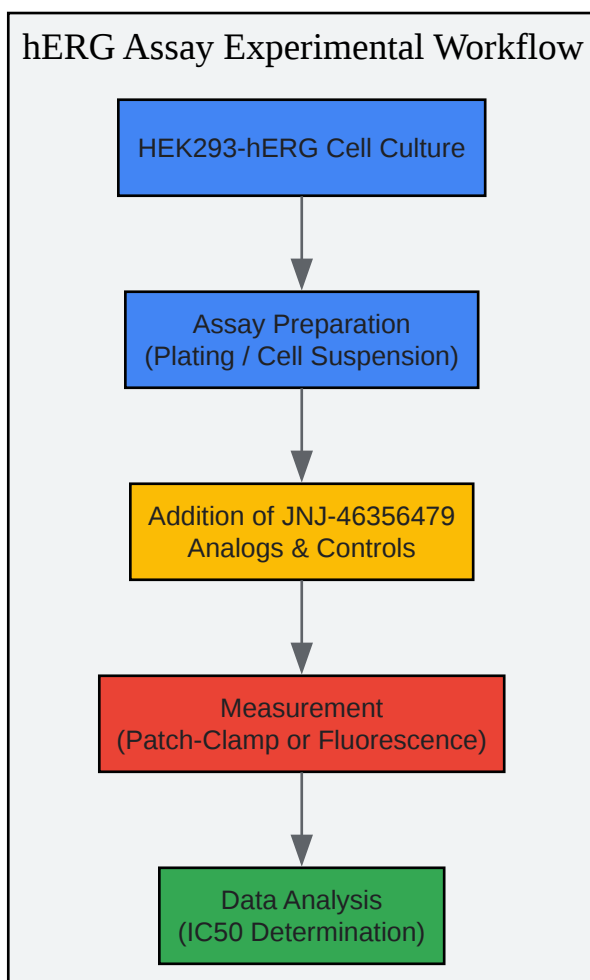 hERG Assay Experimental Workflow
HEK293-hERG Cell Culture
Assay Preparation
(Plating / Cell Suspension)
Addition of JNJ-46356479
Analogs & Controls
Measurement
(Patch-Clamp or Fluorescence)
Data Analysis
(IC50 Determination)